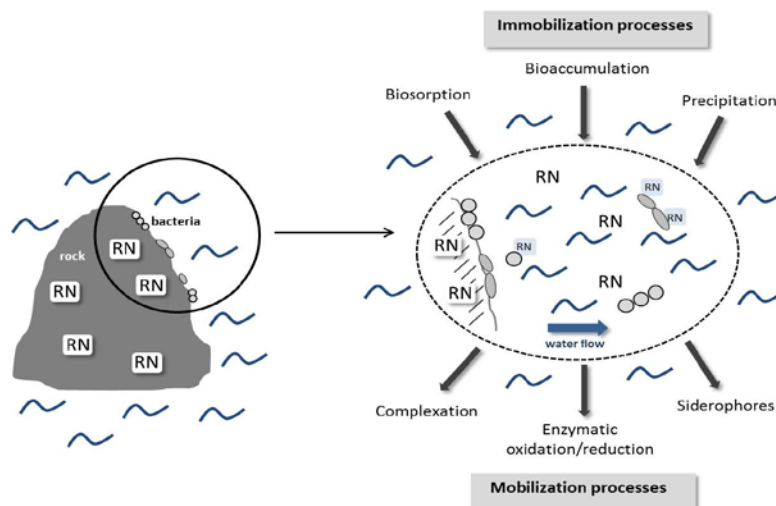 Immobilization processes
Bioaccumulation
Biosorption
Precipitation
bacteria
rock
RN
RN
RN
RN
RN
RN
RN
RN
RN
RN
RN
RN
RN
water flow
Complexation
Enzymatic
oxidation/reduction
Siderophores
Mobilization processes